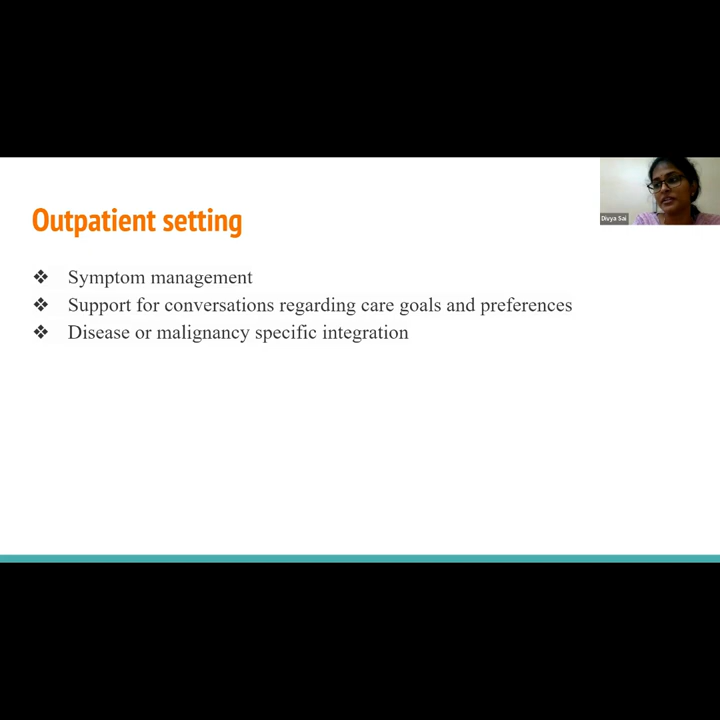 Outpatient setting
❖ Symptom management
❖ Support for conversations regarding care goals and preferences
❖ Disease or malignancy specific integration
Divya Sai